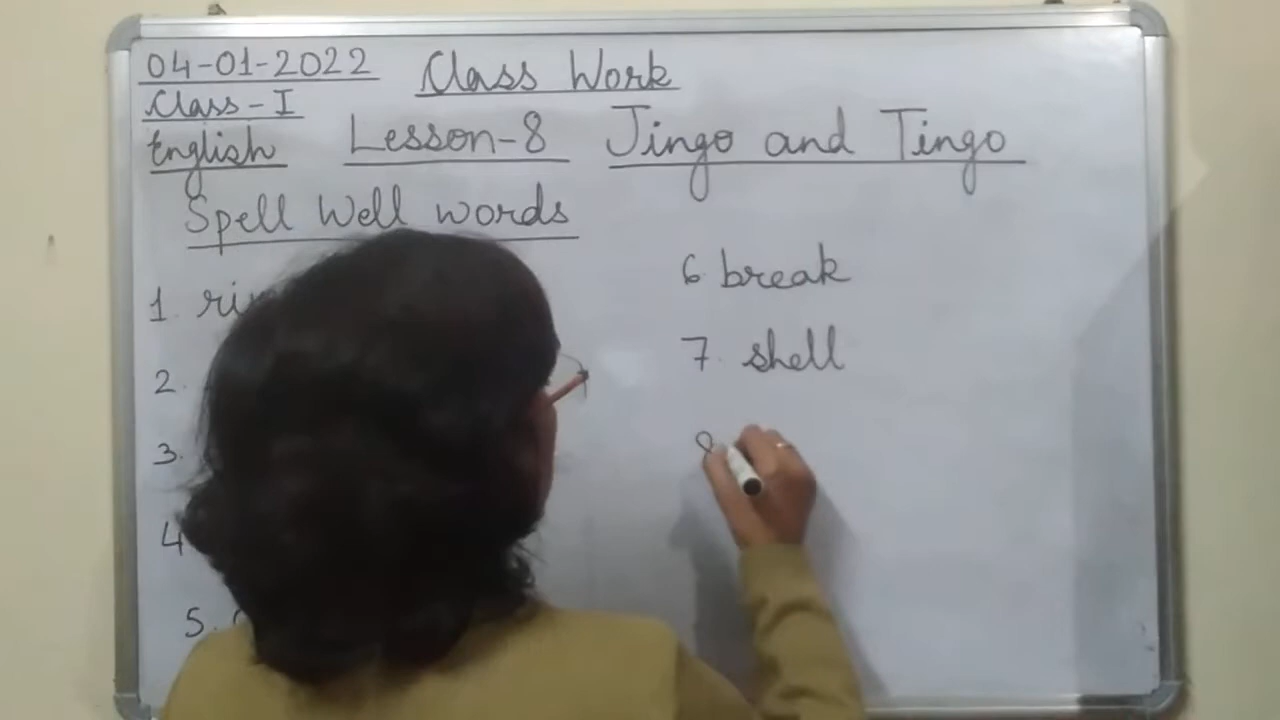 04-01-2022 Class Work
Class-I
English Lesson-8 Jingo and Tingo
Spell Well words
1.
2.
3.
4
5.
6. break
7. shell
8